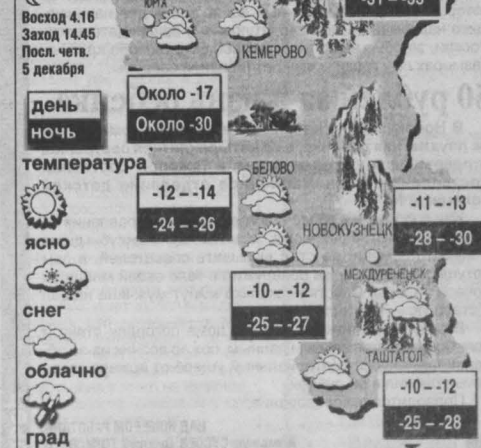 ЮРГА
Восход 4.16
Заход 14.45
Посл. четв.
5 декабря
КЕМЕРОВО
50
день
ночь
Около -17
Около -30
температура
БЕЛОВО
-12 – -14
-24 – -26
-11 – -13
-28 – -30
ясно
НОВОКУЗНЕЦК
МЕЖДУРЕЧЕНСК
-10 – -12
-25 – -27
снег
облачно
ТАШТАГОЛ
-10 – -12
-25 – -28
град